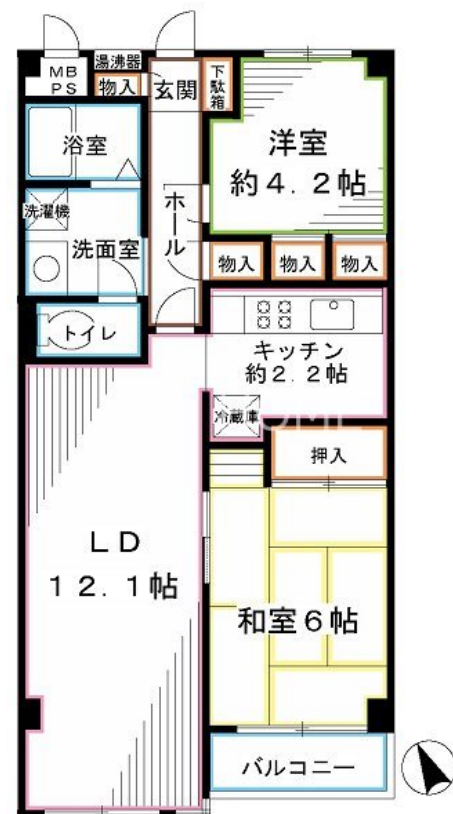 湯沸器
MB
PS
物入
玄関
下駄箱
浴室
洋室
約4.2帖
洗濯機
洗面室
ホール
物入
物入
物入
トイレ
キッチン
約2.2帖
冷蔵庫
押入
LD
12.1帖
和室6帖
バルコニー